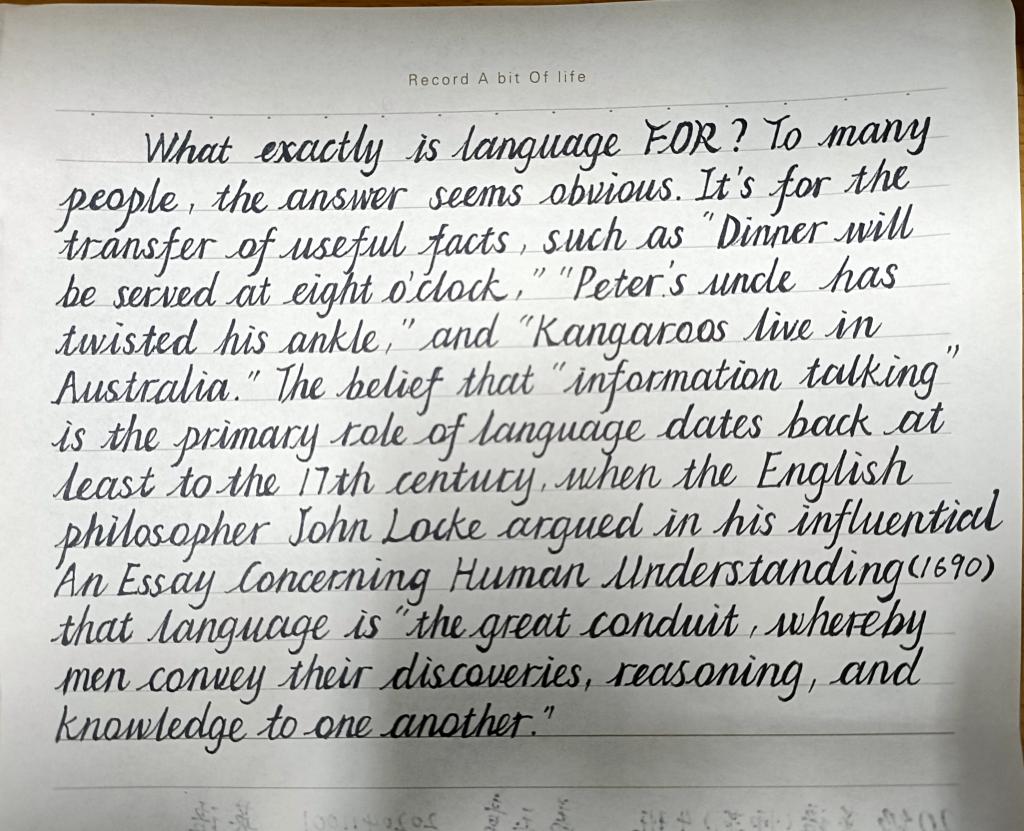 Record A bit Of life
What exactly is language FOR? To many
people, the answer seems obvious. It's for the
transfer of useful facts, such as "Dinner will
be served at eight o'clock," "Peter's uncle has
twisted his ankle," and "Kangaroos live in
Australia." The belief that "information talking"
is the primary role of language dates back at
least to the 17th century, when the English
philosopher John Locke argued in his influential
An Essay Concerning Human Understanding(1690)
that language is "the great conduit, whereby
men convey their discoveries, reasoning, and
knowledge to one another."